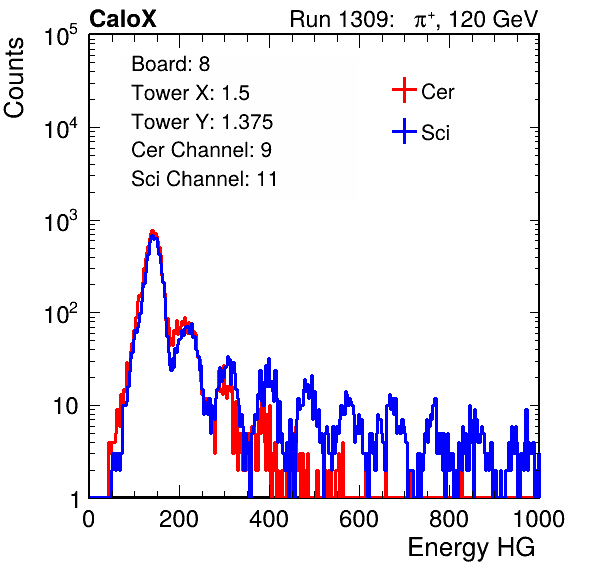 CaloX Run 1309: π⁺, 120 GeV
Counts
10⁵
10⁴
10³
10²
10
1
Board: 8
Tower X: 1.5
Tower Y: 1.375
Cer Channel: 9
Sci Channel: 11
Cer
Sci
0 200 400 600 800 1000
Energy HG